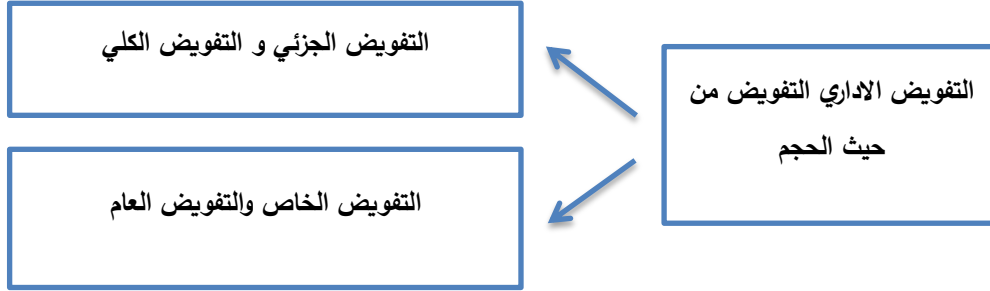 التفويض الجزئي و التفويض الكلي
التفويض الاداري التفويض من
حيث الحجم
التفويض الخاص والتفويض العام